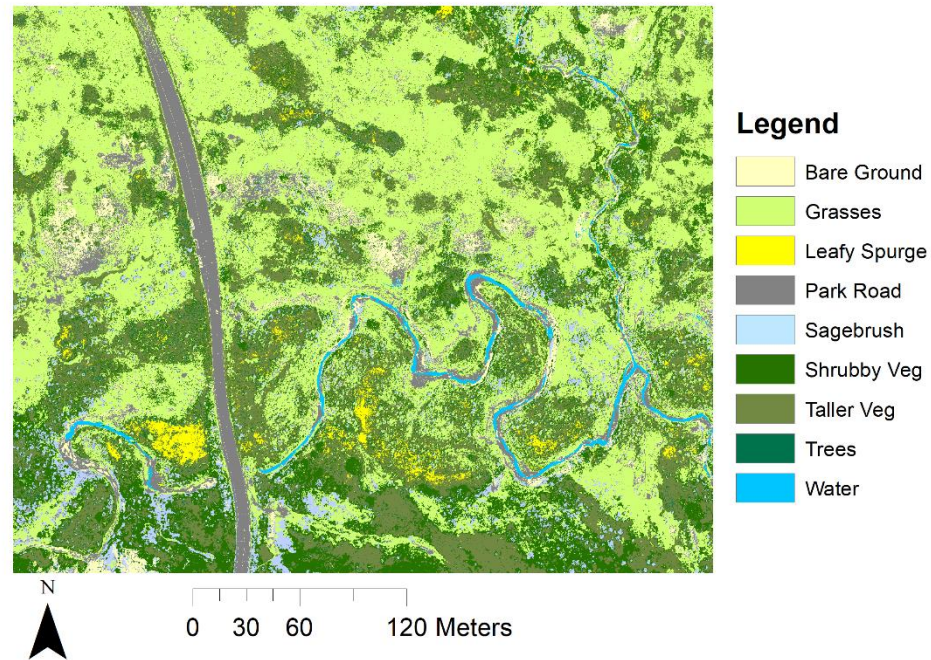 Legend
Bare Ground
Grasses
Leafy Spurge
Park Road
Sagebrush
Shrubby Veg
Taller Veg
Trees
Water
N
0 30 60 120 Meters